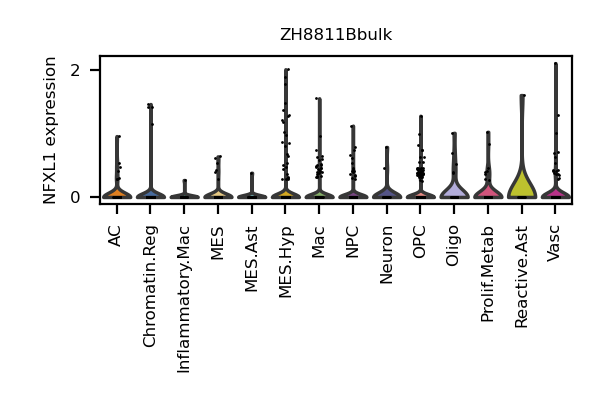 ZH8811Bbulk
NFXL1 expression
2
0
AC
Chromatin.Reg
Inflammatory.Mac
MES
MES.Ast
MES.Hyp
Mac
NPC
Neuron
OPC
Oligo
Prolif.Metab
Reactive.Ast
Vasc